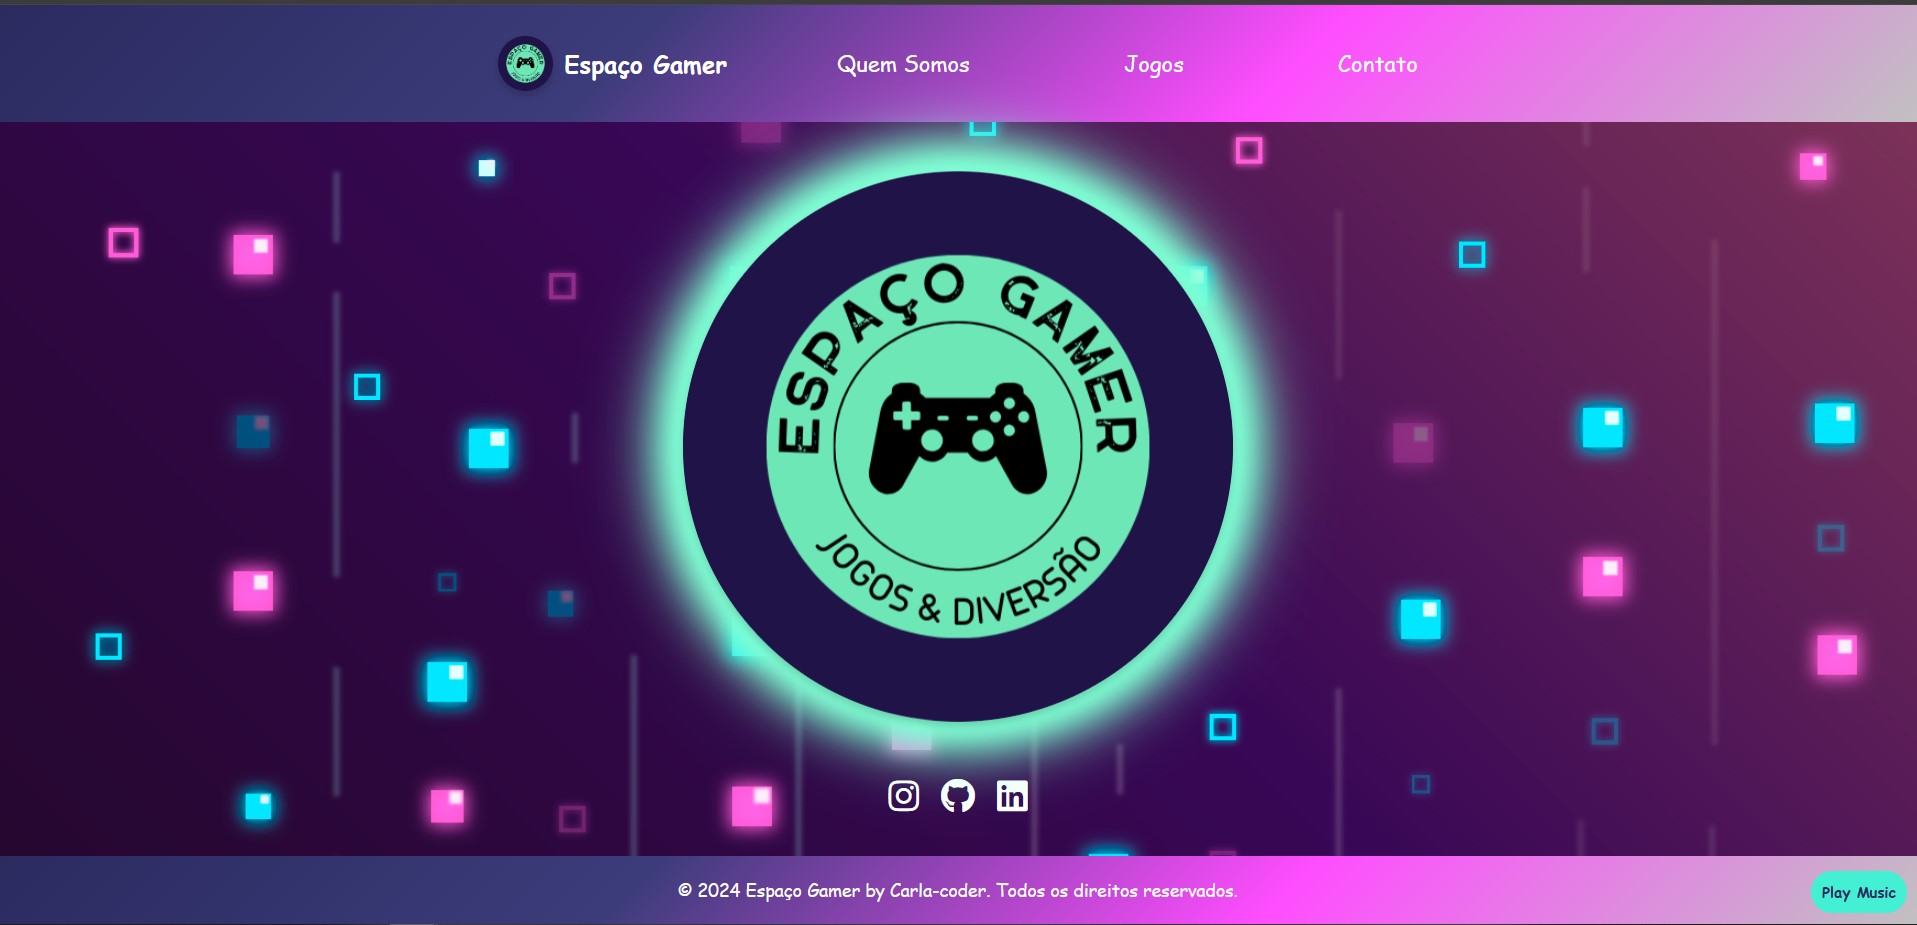 Espaço Gamer
Quem Somos
Jogos
Contato
ESPAÇO GAMER
JOGOS & DIVERSÃO
© 2024 Espaço Gamer by Carla-coder. Todos os direitos reservados.
Play Music